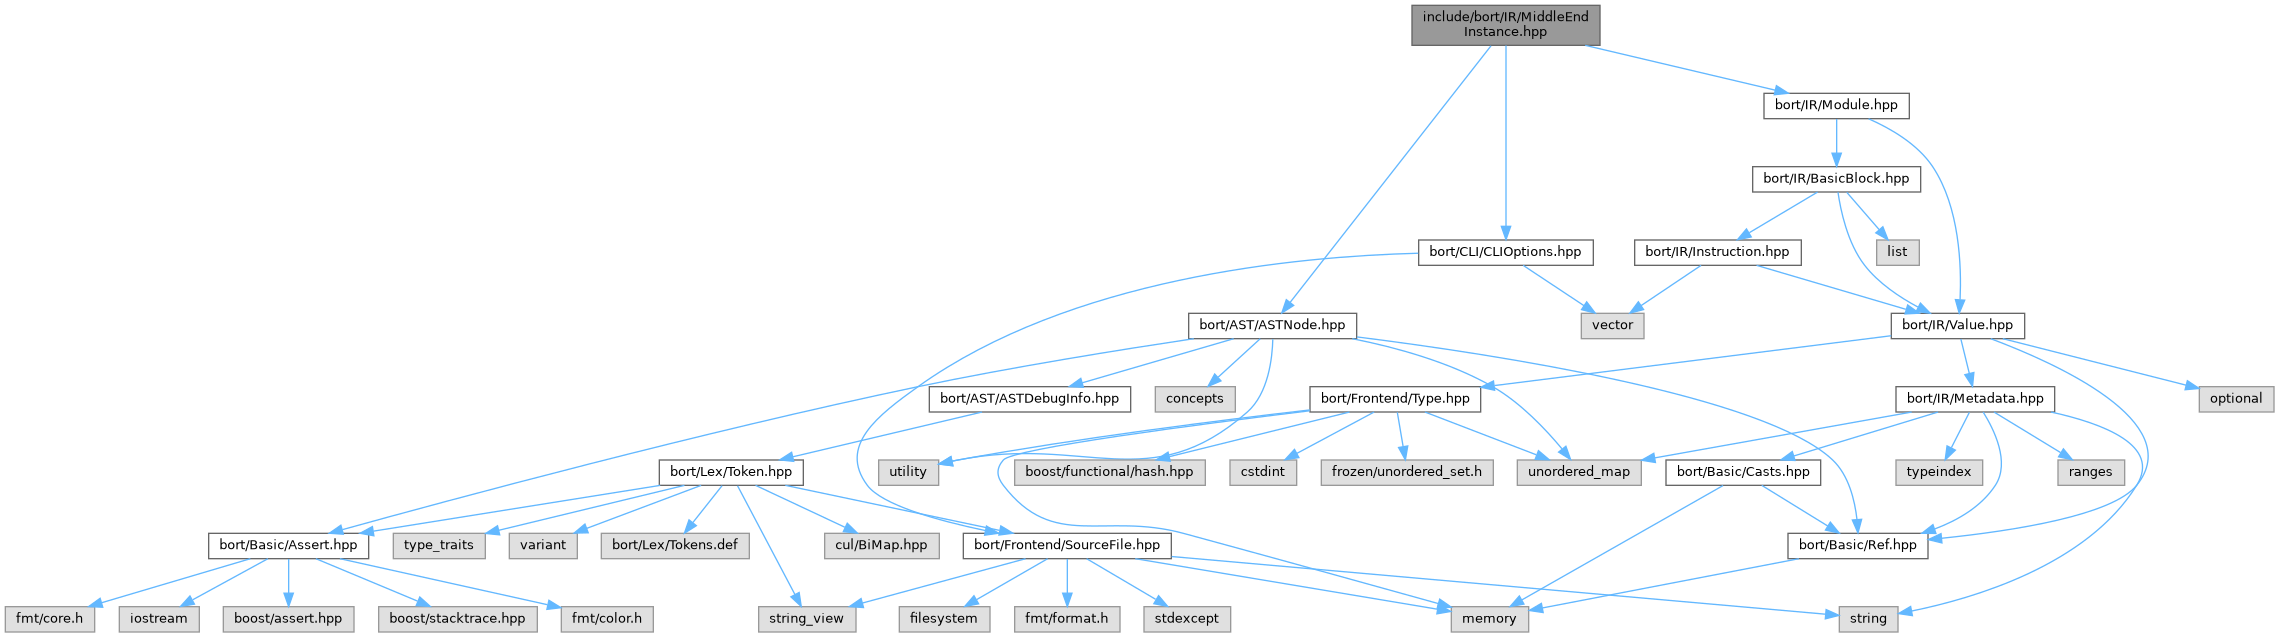 include/bort/IR/MiddleEnd
Instance.hpp
bort/IR/Module.hpp
bort/IR/BasicBlock.hpp
bort/CLI/CLIOptions.hpp
bort/IR/Instruction.hpp
list
bort/AST/ASTNode.hpp
vector
bort/IR/Value.hpp
bort/AST/ASTDebugInfo.hpp
concepts
bort/Frontend/Type.hpp
bort/IR/Metadata.hpp
optional
bort/Lex/Token.hpp
utility
boost/functional/hash.hpp
cstdint
frozen/unordered_set.h
unordered_map
bort/Basic/Casts.hpp
typeindex
ranges
bort/Basic/Assert.hpp
type_traits
variant
bort/Lex/Tokens.def
cul/BiMap.hpp
bort/Frontend/SourceFile.hpp
bort/Basic/Ref.hpp
fmt/core.h
iostream
boost/assert.hpp
boost/stacktrace.hpp
fmt/color.h
string_view
filesystem
fmt/format.h
stdexcept
memory
string